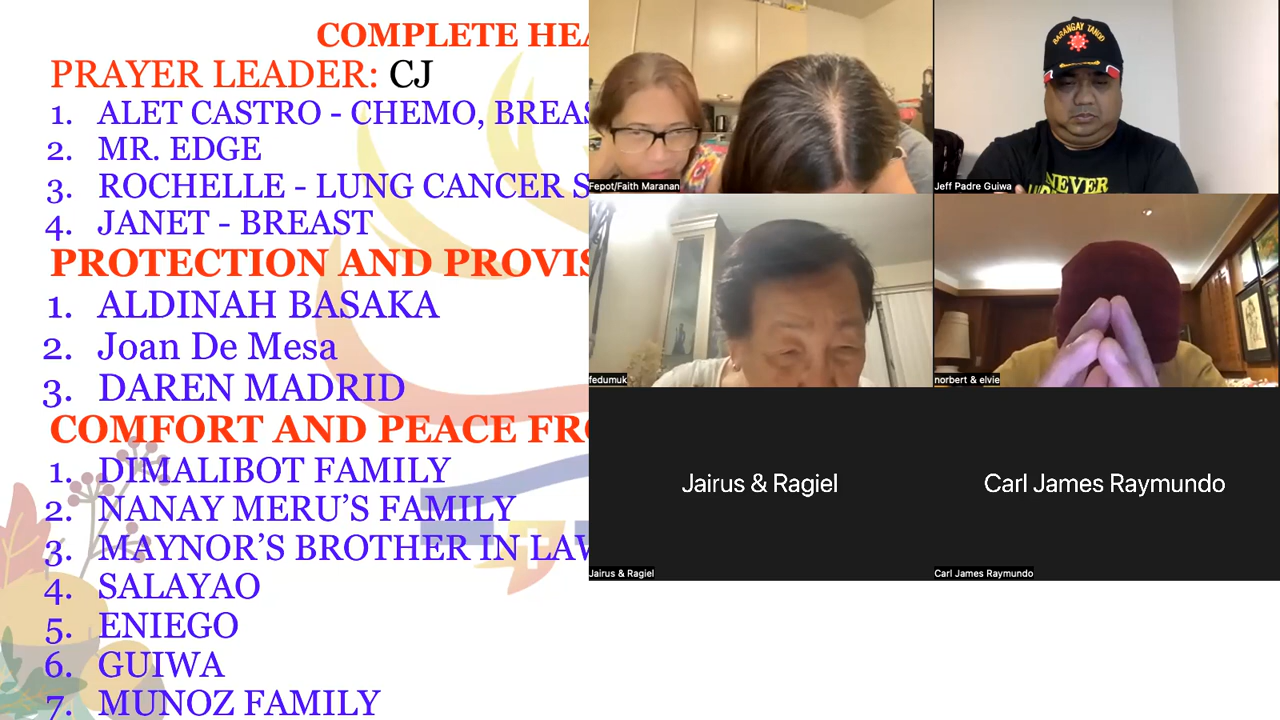 COMPLETE HEA
PRAYER LEADER: CJ
1. ALET CASTRO - CHEMO, BREAS
2. MR. EDGE
3. ROCHELLE - LUNG CANCER S
4. JANET - BREAST
PROTECTION AND PROVIS
1. ALDINAH BASAKA
2. Joan De Mesa
3. DAREN MADRID
COMFORT AND PEACE FRO
1. DIMALIBOT FAMILY
2. NANAY MERU'S FAMILY
3. MAYNOR'S BROTHER IN LAW
4. SALAYAO
5. ENIEGO
6. GUIWA
7. MUNOZ FAMILY
BARANGAY TANOD
NEVER
Fepot/Faith Maranan
Jeff Padre Guiwa
fedumuk
norbert & elvie
Jairus & Ragiel
Carl James Raymundo
Jairus & Ragiel
Carl James Raymundo